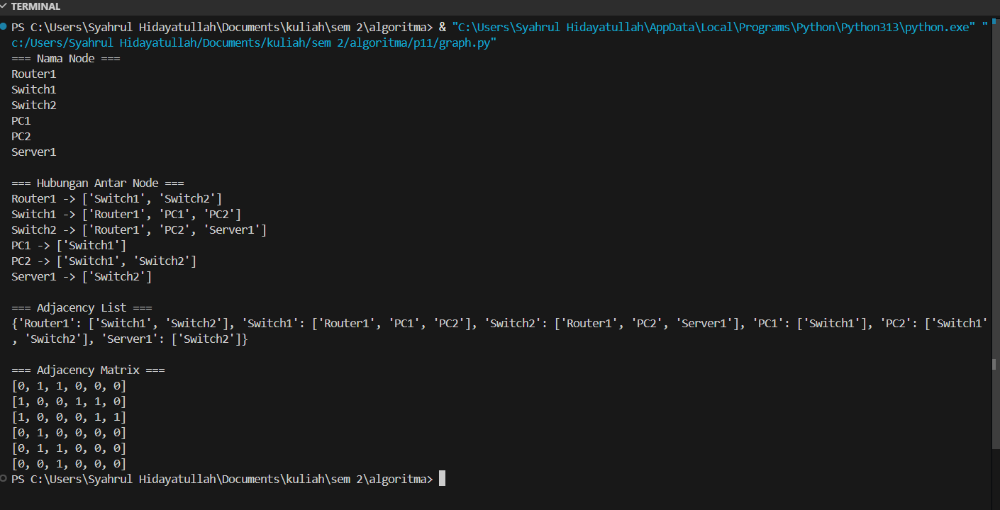 TERMINAL
PS C:\Users\Syahrul Hidayatullah\Documents\kuliah\sem 2\algoritma> & "C:\Users\Syahrul Hidayatullah\AppData\Local\Programs\Python\Python313\python.exe" "
c:/Users/Syahrul Hidayatullah/Documents/kuliah/sem 2/algoritma/p11/graph.py"
=== Nama Node ===
Router1
Switch1
Switch2
PC1
PC2
Server1
=== Hubungan Antar Node ===
Router1 -> ['Switch1', 'Switch2']
Switch1 -> ['Router1', 'PC1', 'PC2']
Switch2 -> ['Router1', 'PC2', 'Server1']
PC1 -> ['Switch1']
PC2 -> ['Switch1', 'Switch2']
Server1 -> ['Switch2']
=== Adjacency List ===
{'Router1': ['Switch1', 'Switch2'], 'Switch1': ['Router1', 'PC1', 'PC2'], 'Switch2': ['Router1', 'PC2', 'Server1'], 'PC1': ['Switch1'], 'PC2': ['Switch1'
, 'Switch2'], 'Server1': ['Switch2']}
=== Adjacency Matrix ===
[0, 1, 1, 0, 0, 0]
[1, 0, 0, 1, 1, 0]
[1, 0, 0, 0, 1, 1]
[0, 1, 0, 0, 0, 0]
[0, 1, 1, 0, 0, 0]
[0, 0, 1, 0, 0, 0]
PS C:\Users\Syahrul Hidayatullah\Documents\kuliah\sem 2\algoritma>